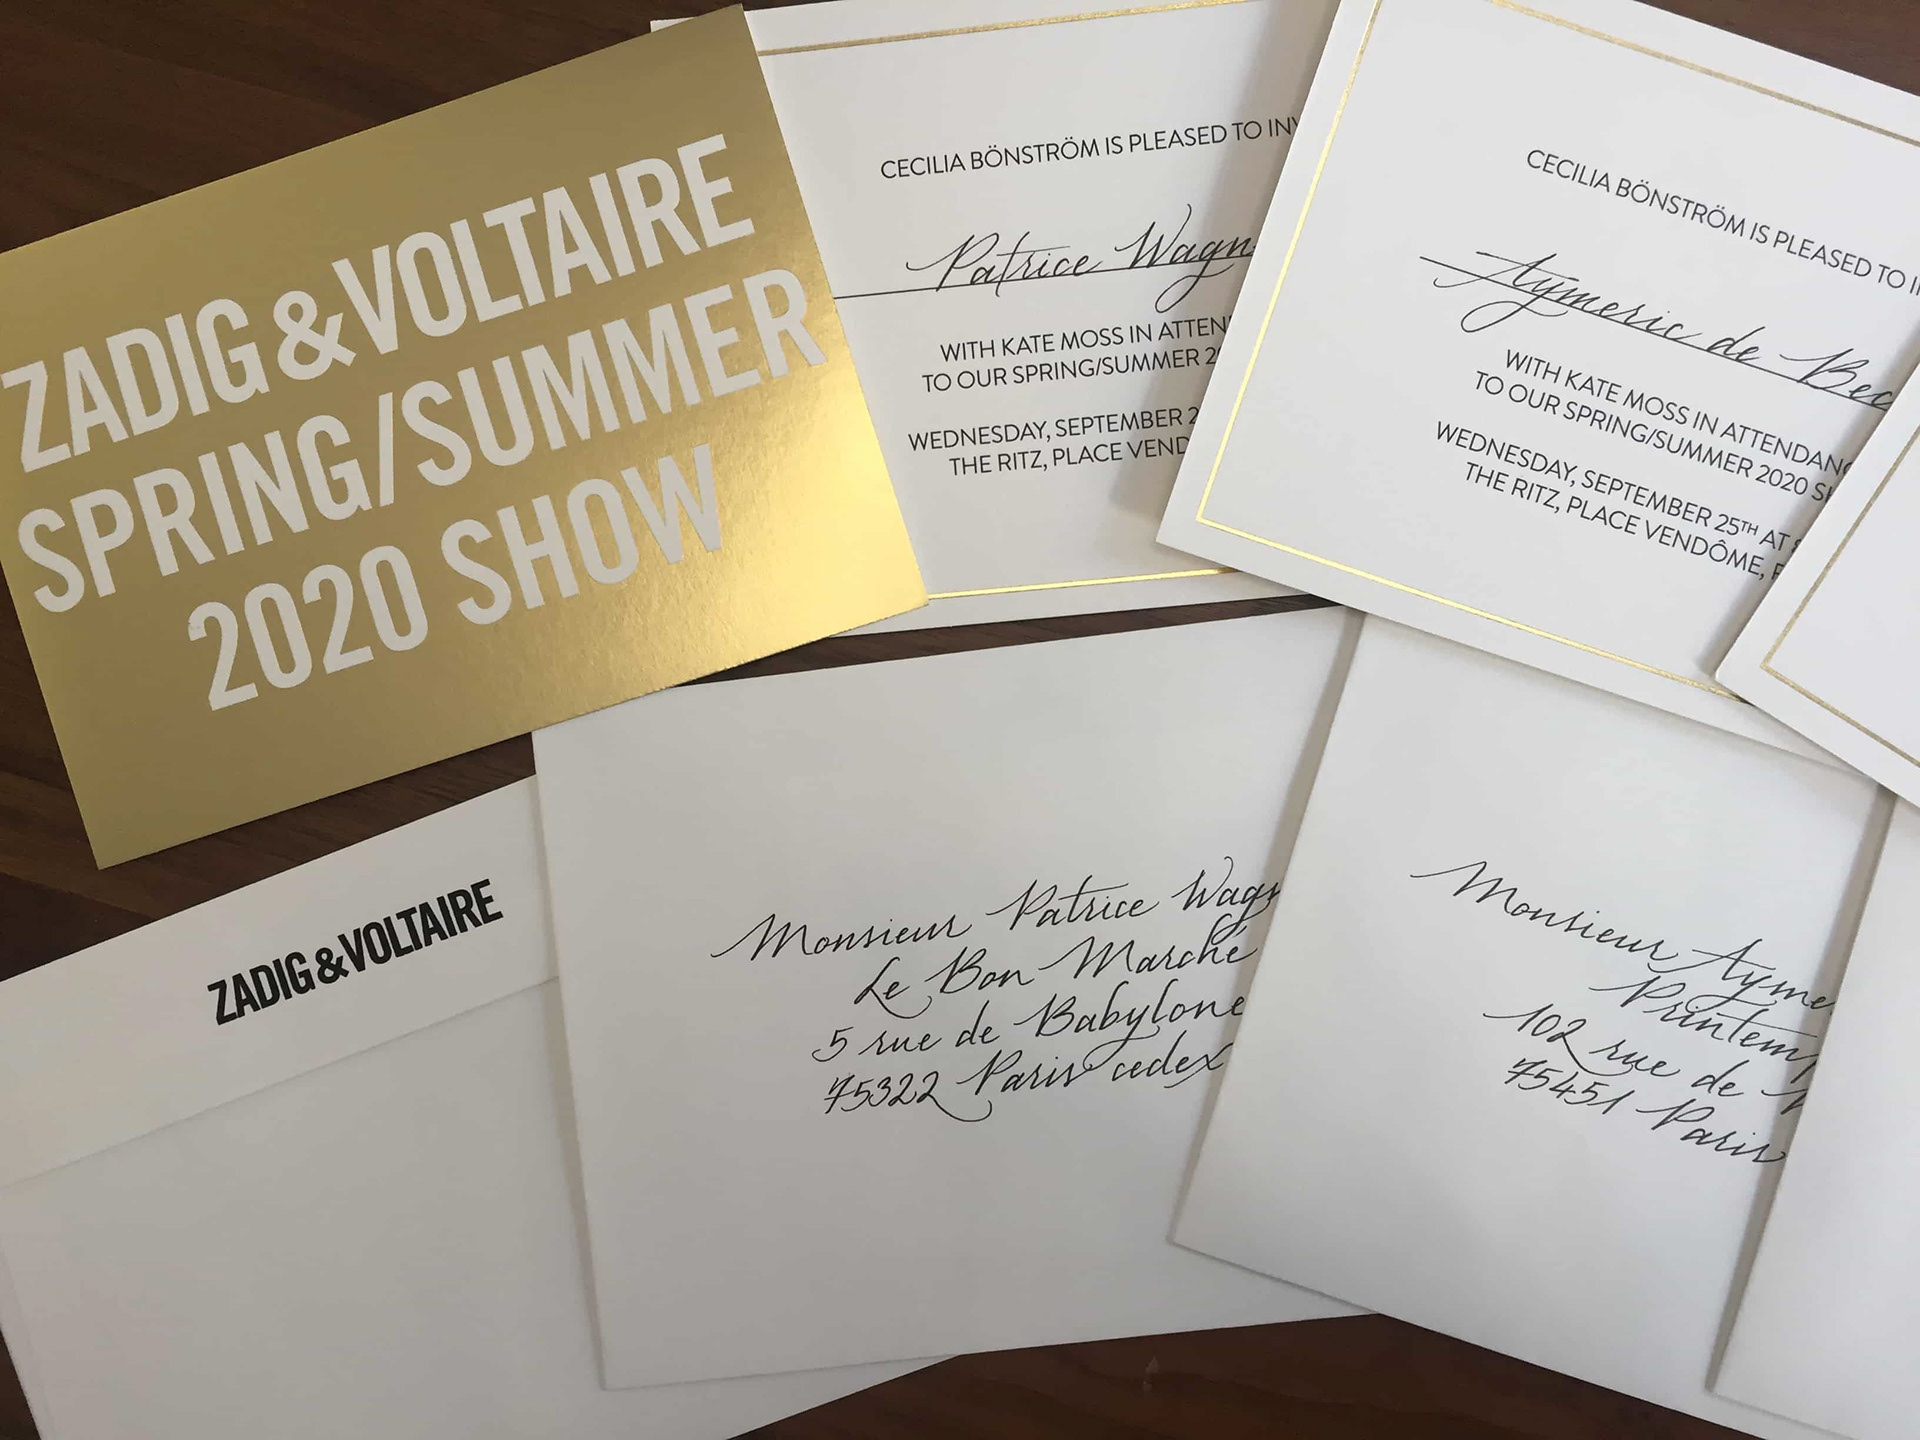 ZADIG & VOLTAIRE
SPRING/SUMMER
2020 SHOW
CECILIA BÖNSTRÖM IS PLEASED TO
Patrice
WITH KATE MOSS IN
TO OUR SPRING/SUMMER
WEDNESDAY, SEPTEMBER
THE RITZ, PLACE
CECILIA BÖNSTRÖM IS PLEASED TO
Aymeric de
WITH KATE MOSS IN
TO OUR SPRING/SUMMER 2020
WEDNESDAY, SEPTEMBER 25TH AT
THE RITZ, PLACE VENDÔME,
ZADIG & VOLTAIRE
Monsieur Patrice
Le Bon Marché
5 rue de Babylone
75322 Paris cedex
Monsieur
102 rue de
75451 Paris